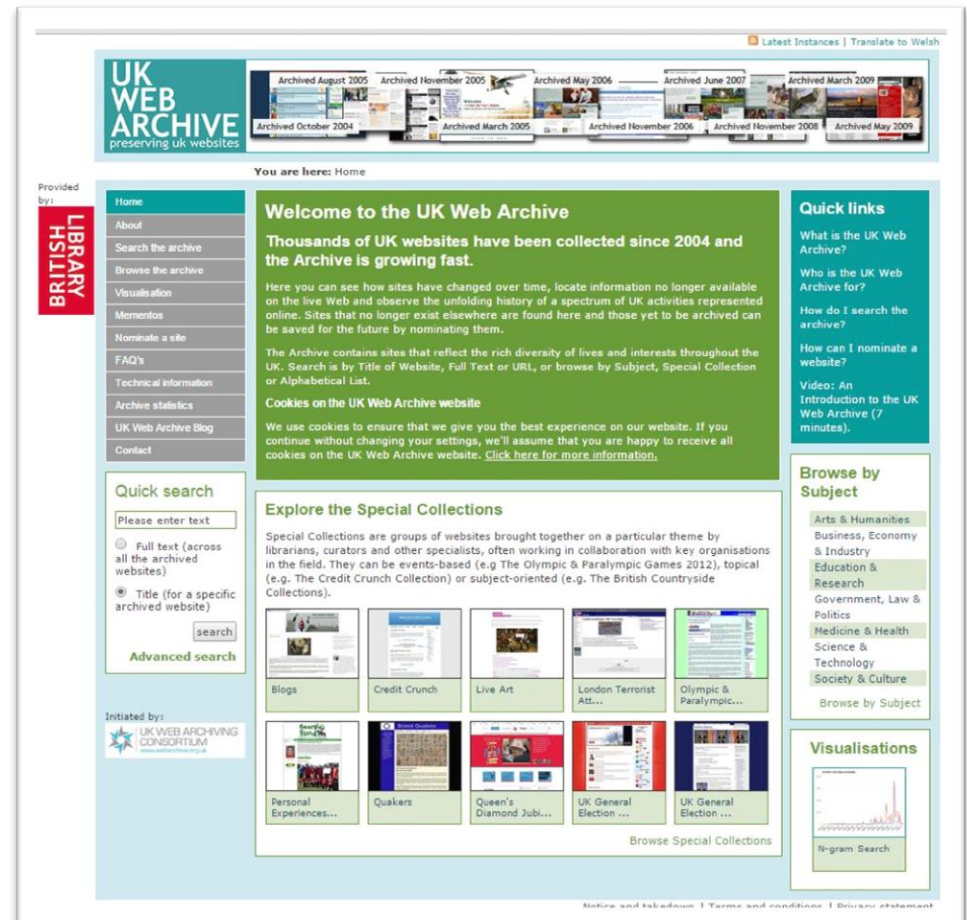 Latest Instances | Translate to Welsh
UK
WEB
ARCHIVE
preserving uk websites
Archived August 2005
Archived November 2005
Archived May 2006
Archived June 2007
Archived March 2009
Archived October 2004
Archived March 2005
Archived November 2006
Archived November 2008
Archived May 2009
You are here: Home
Provided
by:
BRITISH
LIBRARY
Home
About
Search the archive
Browse the archive
Visualisation
Mementos
Nominate a site
FAQ's
Technical information
Archive statistics
UK Web Archive Blog
Contact
Quick search
Please enter text
Full text (across
all the archived
websites)
Title (for a specific
archived website)
search
Advanced search
Initiated by:
UK WEB ARCHIVING
CONSORTIUM
www.webarchive.org.uk
Welcome to the UK Web Archive
Thousands of UK websites have been collected since 2004 and
the Archive is growing fast.
Here you can see how sites have changed over time, locate information no longer available
on the live Web and observe the unfolding history of a spectrum of UK activities represented
online. Sites that no longer exist elsewhere are found here and those yet to be archived can
be saved for the future by nominating them.
The Archive contains sites that reflect the rich diversity of lives and interests throughout the
UK. Search is by Title of Website, Full Text or URL, or browse by Subject, Special Collection
or Alphabetical List.
Cookies on the UK Web Archive website
We use cookies to ensure that we give you the best experience on our website. If you
continue without changing your settings, we'll assume that you are happy to receive all
cookies on the UK Web Archive website. Click here for more information.
Explore the Special Collections
Special Collections are groups of websites brought together on a particular theme by
librarians, curators and other specialists, often working in collaboration with key organisations
in the field. They can be events-based (e.g The Olympic & Paralympic Games 2012), topical
(e.g. The Credit Crunch Collection) or subject-oriented (e.g. The British Countryside
Collections).
Blogs
Credit Crunch
Live Art
London Terrorist
Att...
Olympic &
Paralympic...
Personal
Experiences...
Quakers
Queen's
Diamond Jubi...
UK General
Election ...
UK General
Election ...
Browse Special Collections
Quick links
What is the UK Web
Archive?
Who is the UK Web
Archive for?
How do I search the
archive?
How can I nominate a
website?
Video: An
Introduction to the UK
Web Archive (7
minutes).
Browse by
Subject
Arts & Humanities
Business, Economy
& Industry
Education &
Research
Government, Law &
Politics
Medicine & Health
Science &
Technology
Society & Culture
Browse by Subject
Visualisations
N-gram Search
Notice and takedown | Terms and conditions | Privacy statement